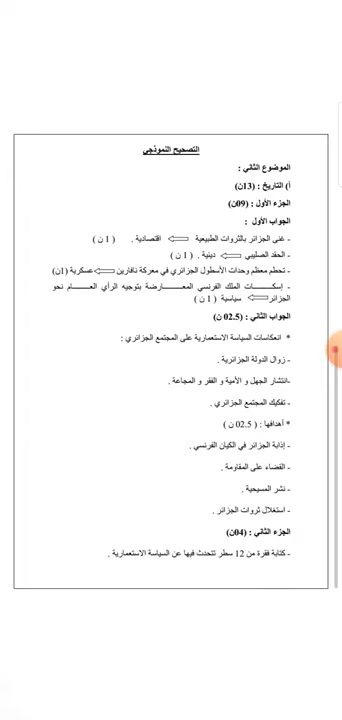 التصحيح النموذجي
الموضوع الثاني :
أ) التاريخ : (13ن)
الجزء الأول : (09ن)
الجواب الأول :
- غنى الجزائر بالثروات الطبيعية ⇐ اقتصادية . ( 1 ن )
- الحقد الصليبي ⇐ دينية . ( 1 ن )
- تحطم معظم وحدات الأسطول الجزائري في معركة نافارين ⇐ عسكرية (1ن)
- إسكات الملك الفرنسي المعارضة بتوجيه الرأي العام نحو
الجزائر ⇐ سياسية ( 1 ن )
الجواب الثاني : (02.5 ن)
* انعكاسات السياسة الاستعمارية على المجتمع الجزائري :
- زوال الدولة الجزائرية .
-انتشار الجهل و الأمية و الفقر و المجاعة .
- تفكيك المجتمع الجزائري .
* أهدافها : ( 02.5 ن )
- إذابة الجزائر في الكيان الفرنسي .
- القضاء على المقاومة .
- نشر المسيحية .
- استغلال ثروات الجزائر .
الجزء الثاني : (04ن)
- كتابة فقرة من 12 سطر تتحدث فيها عن السياسة الاستعمارية .